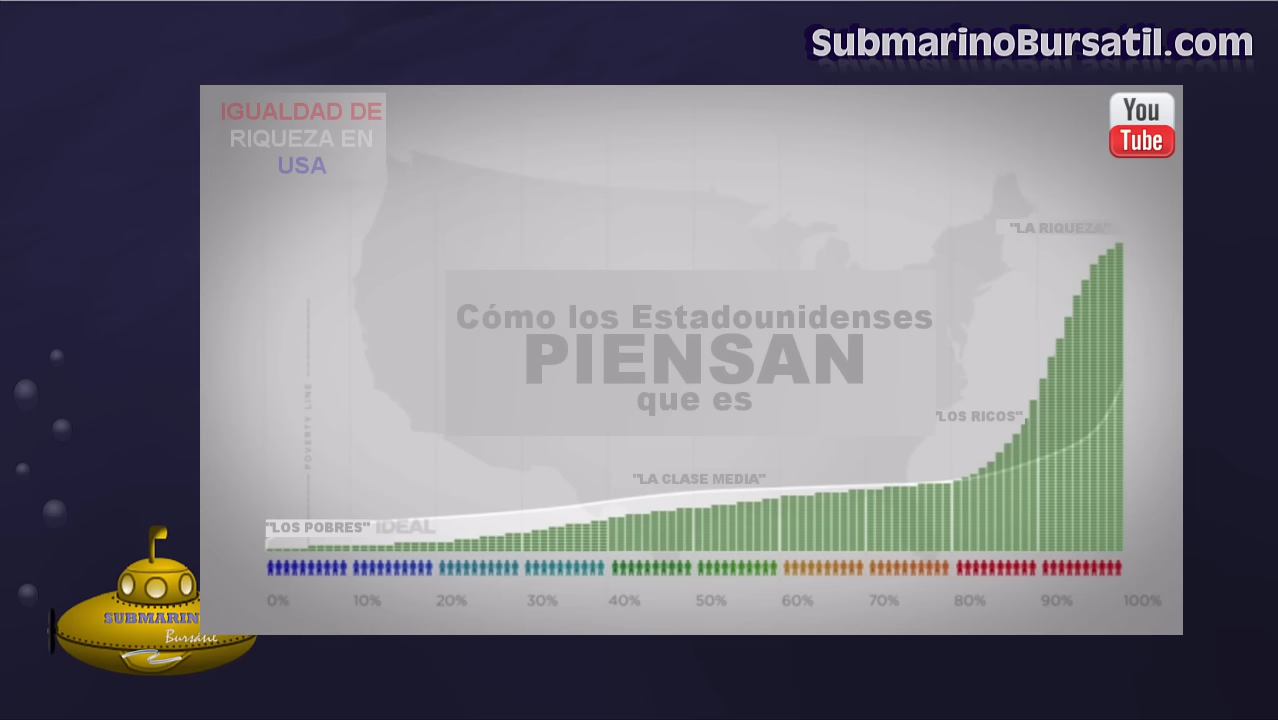 SubmarinoBursatil.com
IGUALDAD DE
RIQUEZA EN
USA
You
Tube
"LA RIQUEZA"
Cómo los Estadounidenses
PIENSAN
que es
POVERTY LINE
"LOS RICOS"
"LA CLASE MEDIA"
"LOS POBRES" IDEAL
0% 10% 20% 30% 40% 50% 60% 70% 80% 90% 100%
SUBMARIN